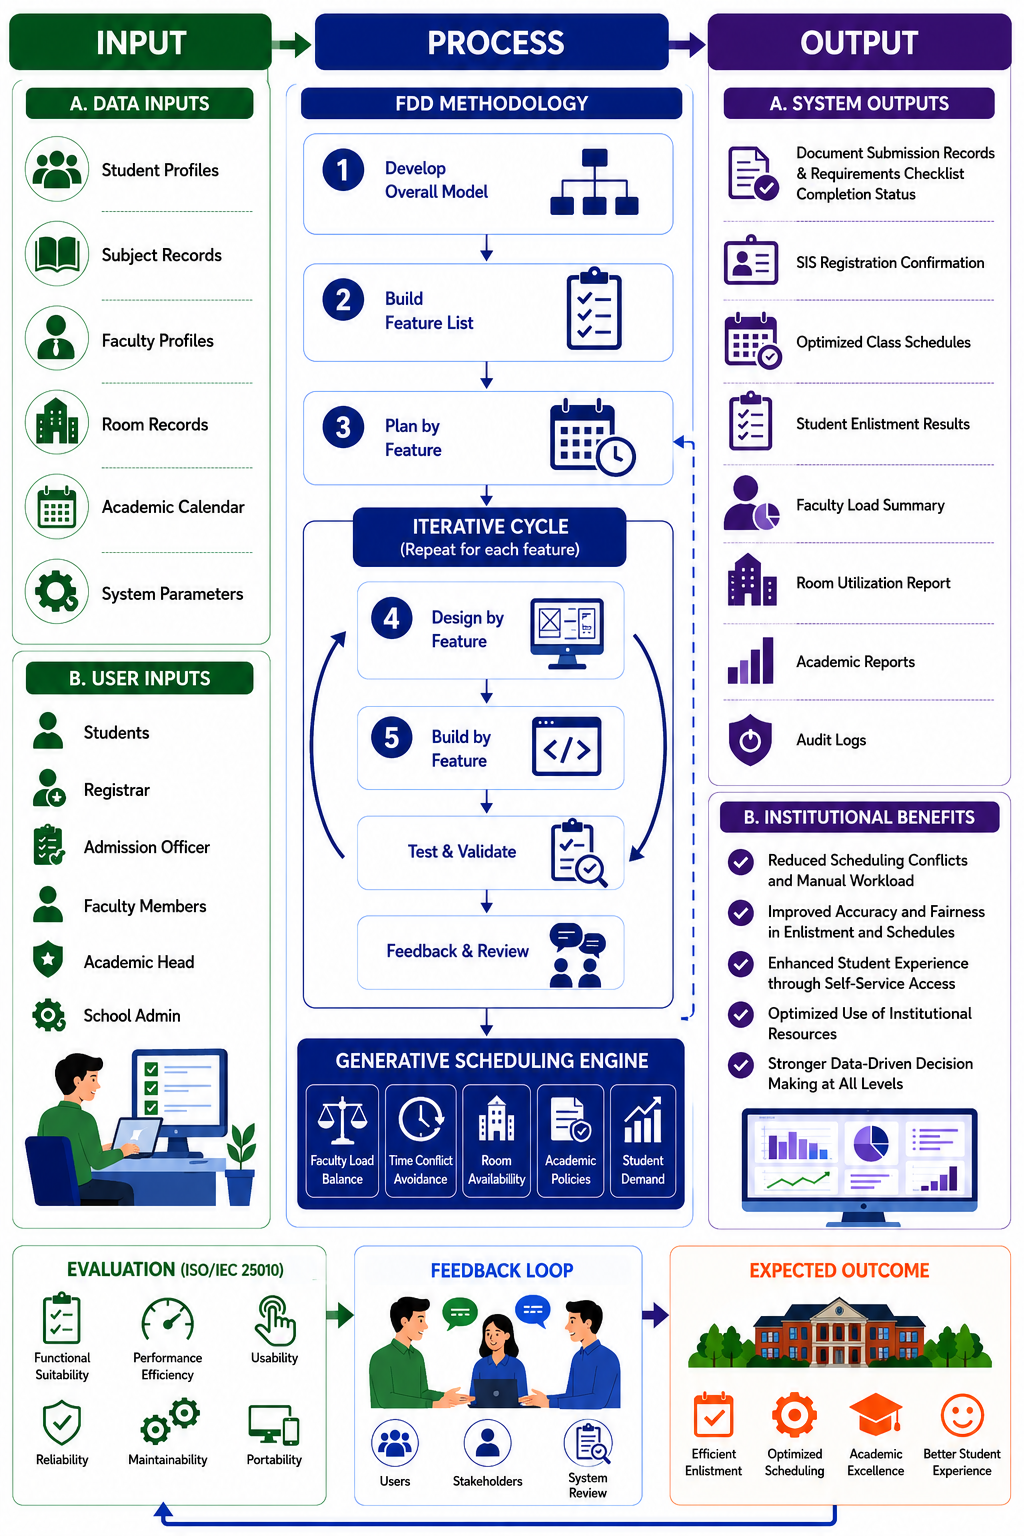 INPUT
PROCESS
OUTPUT
A. DATA INPUTS
Student Profiles
Subject Records
Faculty Profiles
Room Records
Academic Calendar
System Parameters
B. USER INPUTS
Students
Registrar
Admission Officer
Faculty Members
Academic Head
School Admin
FDD METHODOLOGY
1
Develop
Overall Model
2
Build
Feature List
3
Plan by
Feature
ITERATIVE CYCLE
(Repeat for each feature)
4
Design by
Feature
5
Build by
Feature
</>
Test & Validate
Feedback & Review
GENERATIVE SCHEDULING ENGINE
Faculty Load
Balance
Time Conflict
Avoidance
Room
Availability
Academic
Policies
Student
Demand
A. SYSTEM OUTPUTS
Document Submission Records
& Requirements Checklist
Completion Status
SIS Registration Confirmation
Optimized Class Schedules
Student Enlistment Results
Faculty Load Summary
Room Utilization Report
Academic Reports
Audit Logs
B. INSTITUTIONAL BENEFITS
Reduced Scheduling Conflicts
and Manual Workload
Improved Accuracy and Fairness
in Enlistment and Schedules
Enhanced Student Experience
through Self-Service Access
Optimized Use of Institutional
Resources
Stronger Data-Driven Decision
Making at All Levels
EVALUATION (ISO/IEC 25010)
Functional
Suitability
Performance
Efficiency
Usability
Reliability
Maintainability
Portability
FEEDBACK LOOP
Users
Stakeholders
System
Review
EXPECTED OUTCOME
Efficient
Enlistment
Optimized
Scheduling
Academic
Excellence
Better Student
Experience